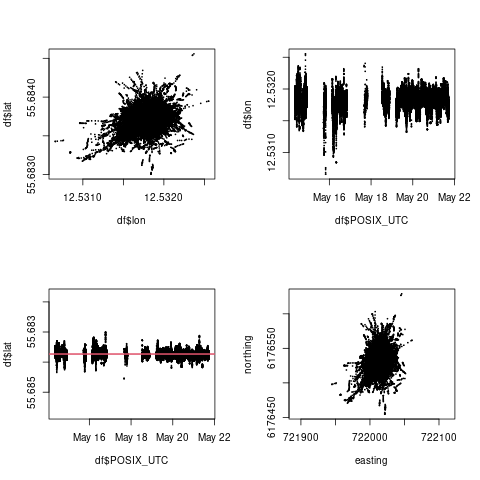 df$lat
55.6840
55.6830
12.5310
12.5320
df$lon
df$lon
12.5320
12.5310
May 16
May 18
May 20
May 22
df$POSIX_UTC
df$lat
55.683
55.685
May 16
May 18
May 20
May 22
df$POSIX_UTC
northing
6176550
6176450
721900
722000
722100
easting